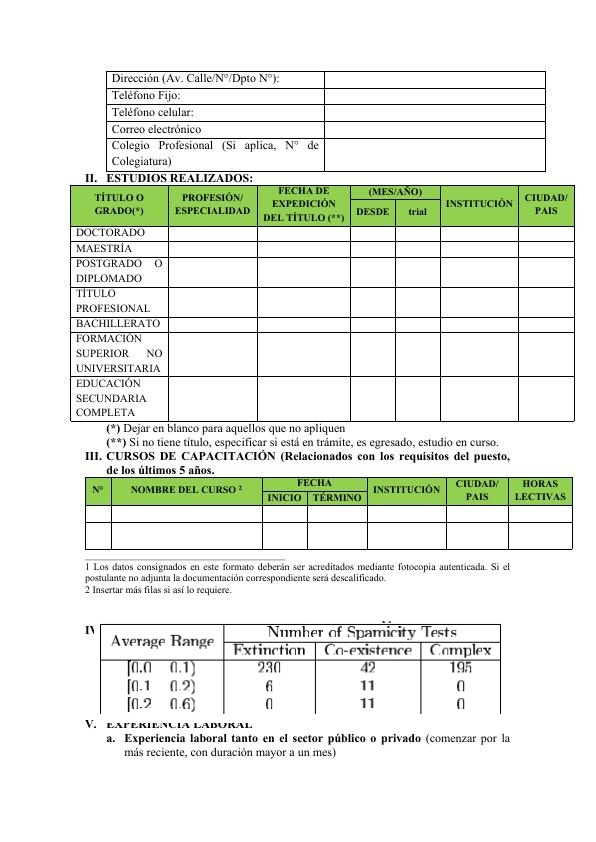 Dirección (Av. Calle/N°/Dpto N°):
Teléfono Fijo:
Teléfono celular:
Correo electrónico
Colegio Profesional (Si aplica, N° de
Colegiatura)
II. ESTUDIOS REALIZADOS:
TÍTULO O
GRADO(*)
PROFESIÓN/
ESPECIALIDAD
FECHA DE
EXPEDICIÓN
DEL TÍTULO (**)
(MES/AÑO)
DESDE
trial
INSTITUCIÓN
CIUDAD/
PAIS
DOCTORADO
MAESTRÍA
POSTGRADO O
DIPLOMADO
TÍTULO
PROFESIONAL
BACHILLERATO
FORMACIÓN
SUPERIOR NO
UNIVERSITARIA
EDUCACIÓN
SECUNDARIA
COMPLETA
(*) Dejar en blanco para aquellos que no apliquen
(**) Si no tiene título, especificar si está en trámite, es egresado, estudio en curso.
III. CURSOS DE CAPACITACIÓN (Relacionados con los requisitos del puesto,
de los últimos 5 años.
N°
NOMBRE DEL CURSO ²
FECHA
INICIO
TÉRMINO
INSTITUCIÓN
CIUDAD/
PAIS
HORAS
LECTIVAS
1 Los datos consignados en este formato deberán ser acreditados mediante fotocopia autenticada. Si el
postulante no adjunta la documentación correspondiente será descalificado.
2 Insertar más filas si así lo requiere.
Average Range
Number of Spamicity Tests
Extinction Co-existence Complex
[0.0 0.1) 230 42 195
[0.1 0.2) 6 11 0
[0.2 0.6) 0 11 0
V. EXPERIENCIA LABORAL
a. Experiencia laboral tanto en el sector público o privado (comenzar por la
más reciente, con duración mayor a un mes)